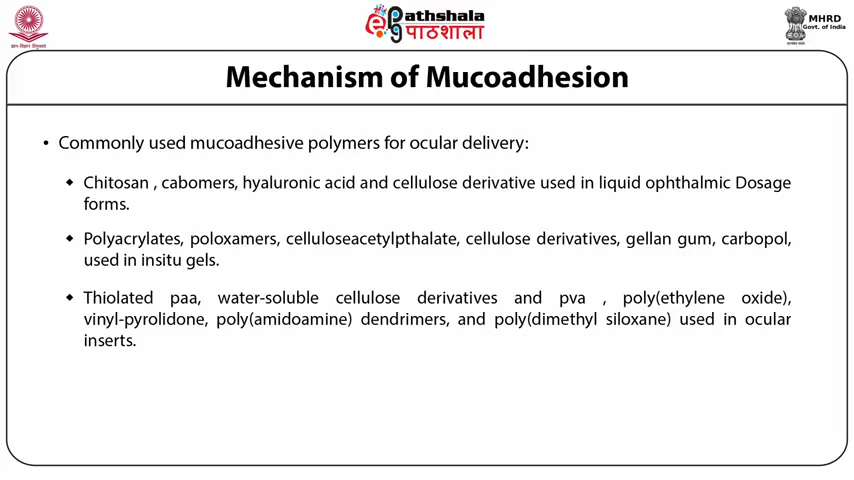 ePathshala
पाठशाला
MHRD
Govt. of India
Mechanism of Mucoadhesion
• Commonly used mucoadhesive polymers for ocular delivery:
◆ Chitosan , cabomers, hyaluronic acid and cellulose derivative used in liquid ophthalmic Dosage
forms.
◆ Polyacrylates, poloxamers, celluloseacetylpthalate, cellulose derivatives, gellan gum, carbopol,
used in insitu gels.
◆ Thiolated paa, water-soluble cellulose derivatives and pva , poly(ethylene oxide),
vinyl-pyrolidone, poly(amidoamine) dendrimers, and poly(dimethyl siloxane) used in ocular
inserts.